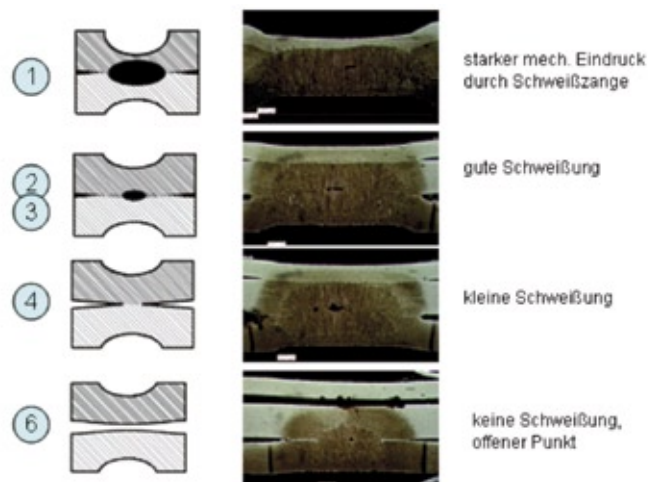 1
starker mech. Eindruck
durch Schweißzange
2
3
gute Schweißung
4
kleine Schweißung
6
keine Schweißung,
offener Punkt